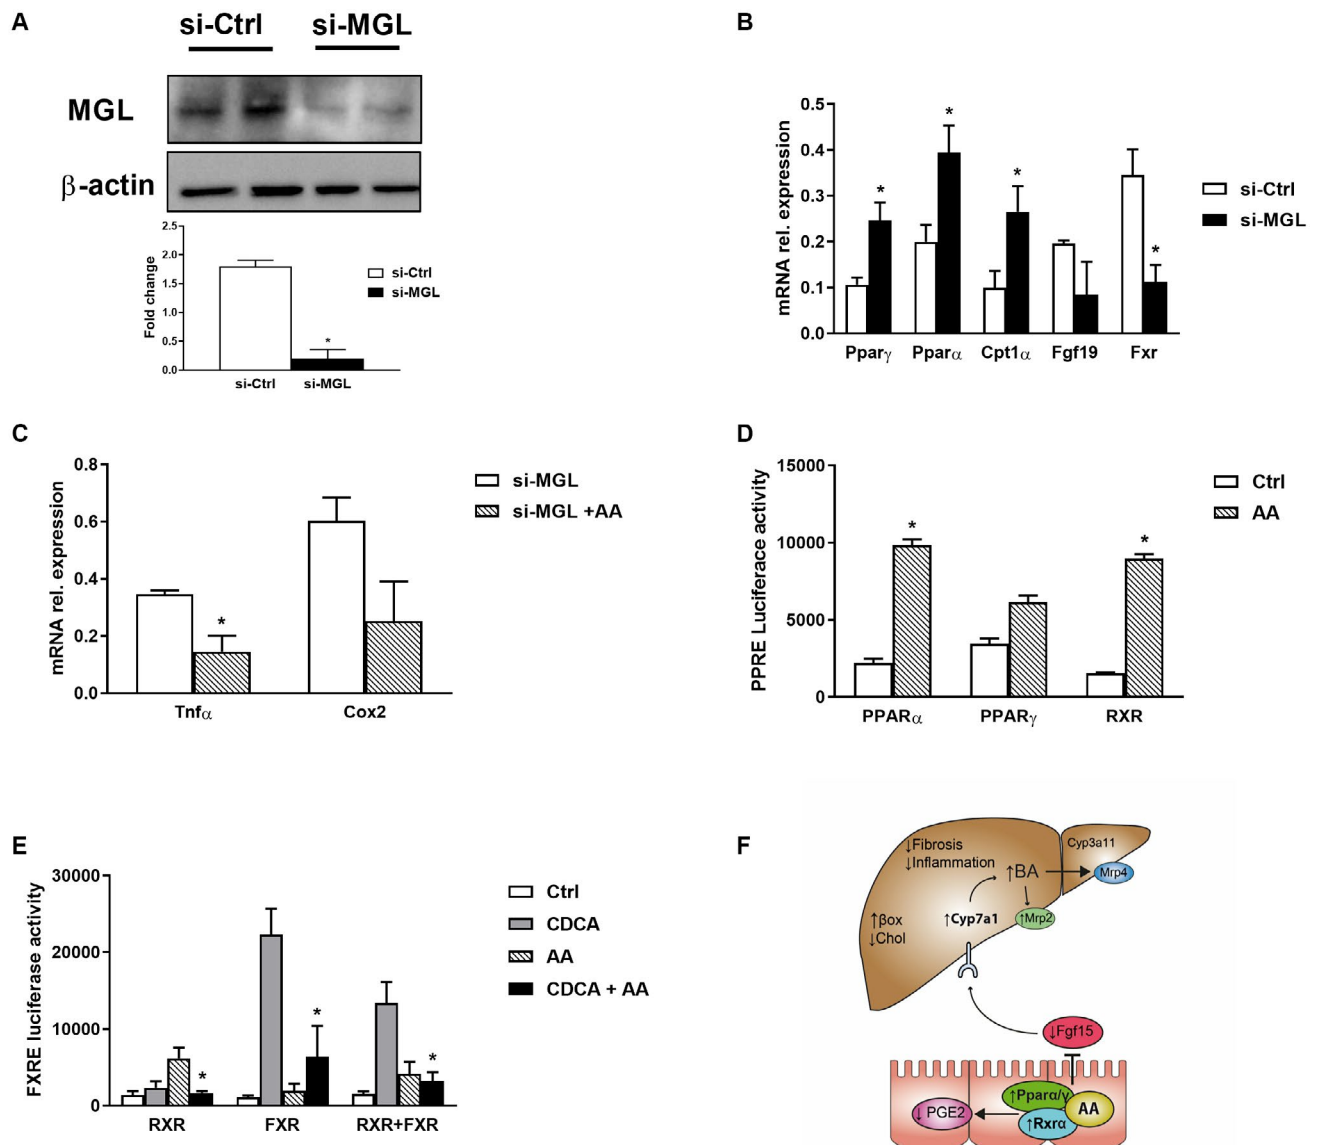 A
si-Ctrl si-MGL
MGL
β-actin
2.5
2.0
1.5
1.0
0.5
0.0
Fold change
*
si-Ctrl si-MGL
si-Ctrl
si-MGL
B
0.5
0.4
0.3
0.2
0.1
0.0
mRNA rel. expression
* * * *
Pparγ Pparα Cpt1α Fgf19 Fxr
si-Ctrl
si-MGL
C
0.8
0.6
0.4
0.2
0.0
mRNA rel. expression
*
Tnfα Cox2
si-MGL
si-MGL +AA
D
15000
10000
5000
0
PPRE Luciferace activity
* *
PPARα PPARγ RXR
Ctrl
AA
E
30000
20000
10000
0
FXRE luciferase activity
* * *
RXR FXR RXR+FXR
Ctrl
CDCA
AA
CDCA + AA
F
↓Fibrosis
↓Inflammation
Cyp3a11
↑BA
Mrp4
↑βox
↓Chol
↑Cyp7a1
↑Mrp2
↓Fgf15
↑Pparα/γ
AA
↓ PGE2
↑Rxrα